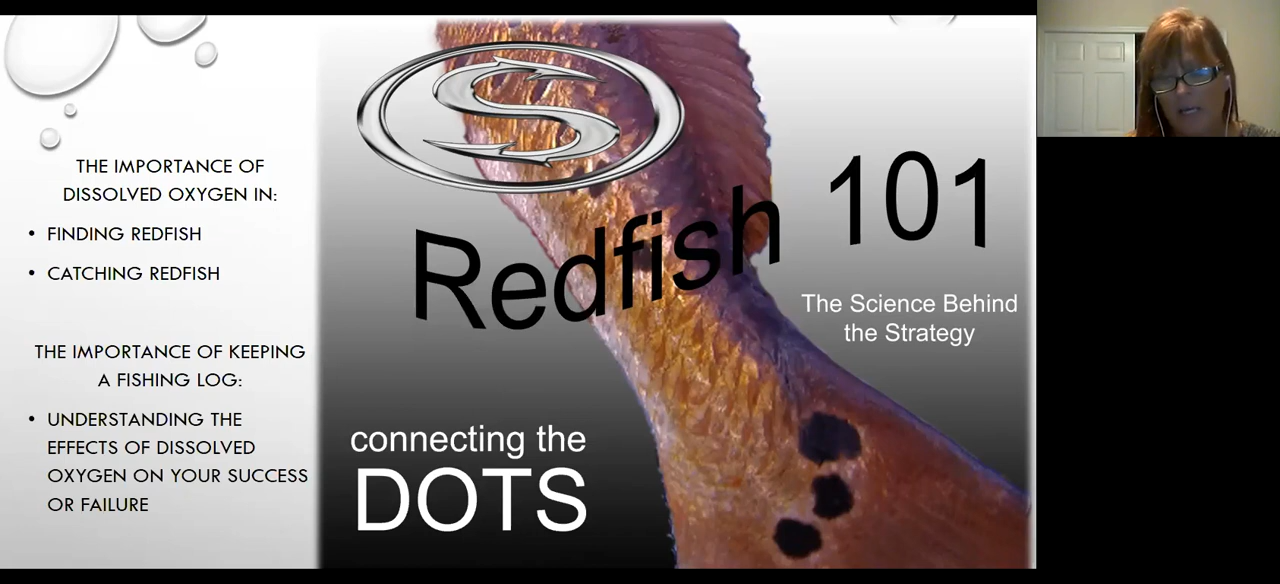 THE IMPORTANCE OF
DISSOLVED OXYGEN IN:
• FINDING REDFISH
• CATCHING REDFISH
THE IMPORTANCE OF KEEPING
A FISHING LOG:
• UNDERSTANDING THE
EFFECTS OF DISSOLVED
OXYGEN ON YOUR SUCCESS
OR FAILURE
S
Redfish 101
The Science Behind
the Strategy
connecting the
DOTS